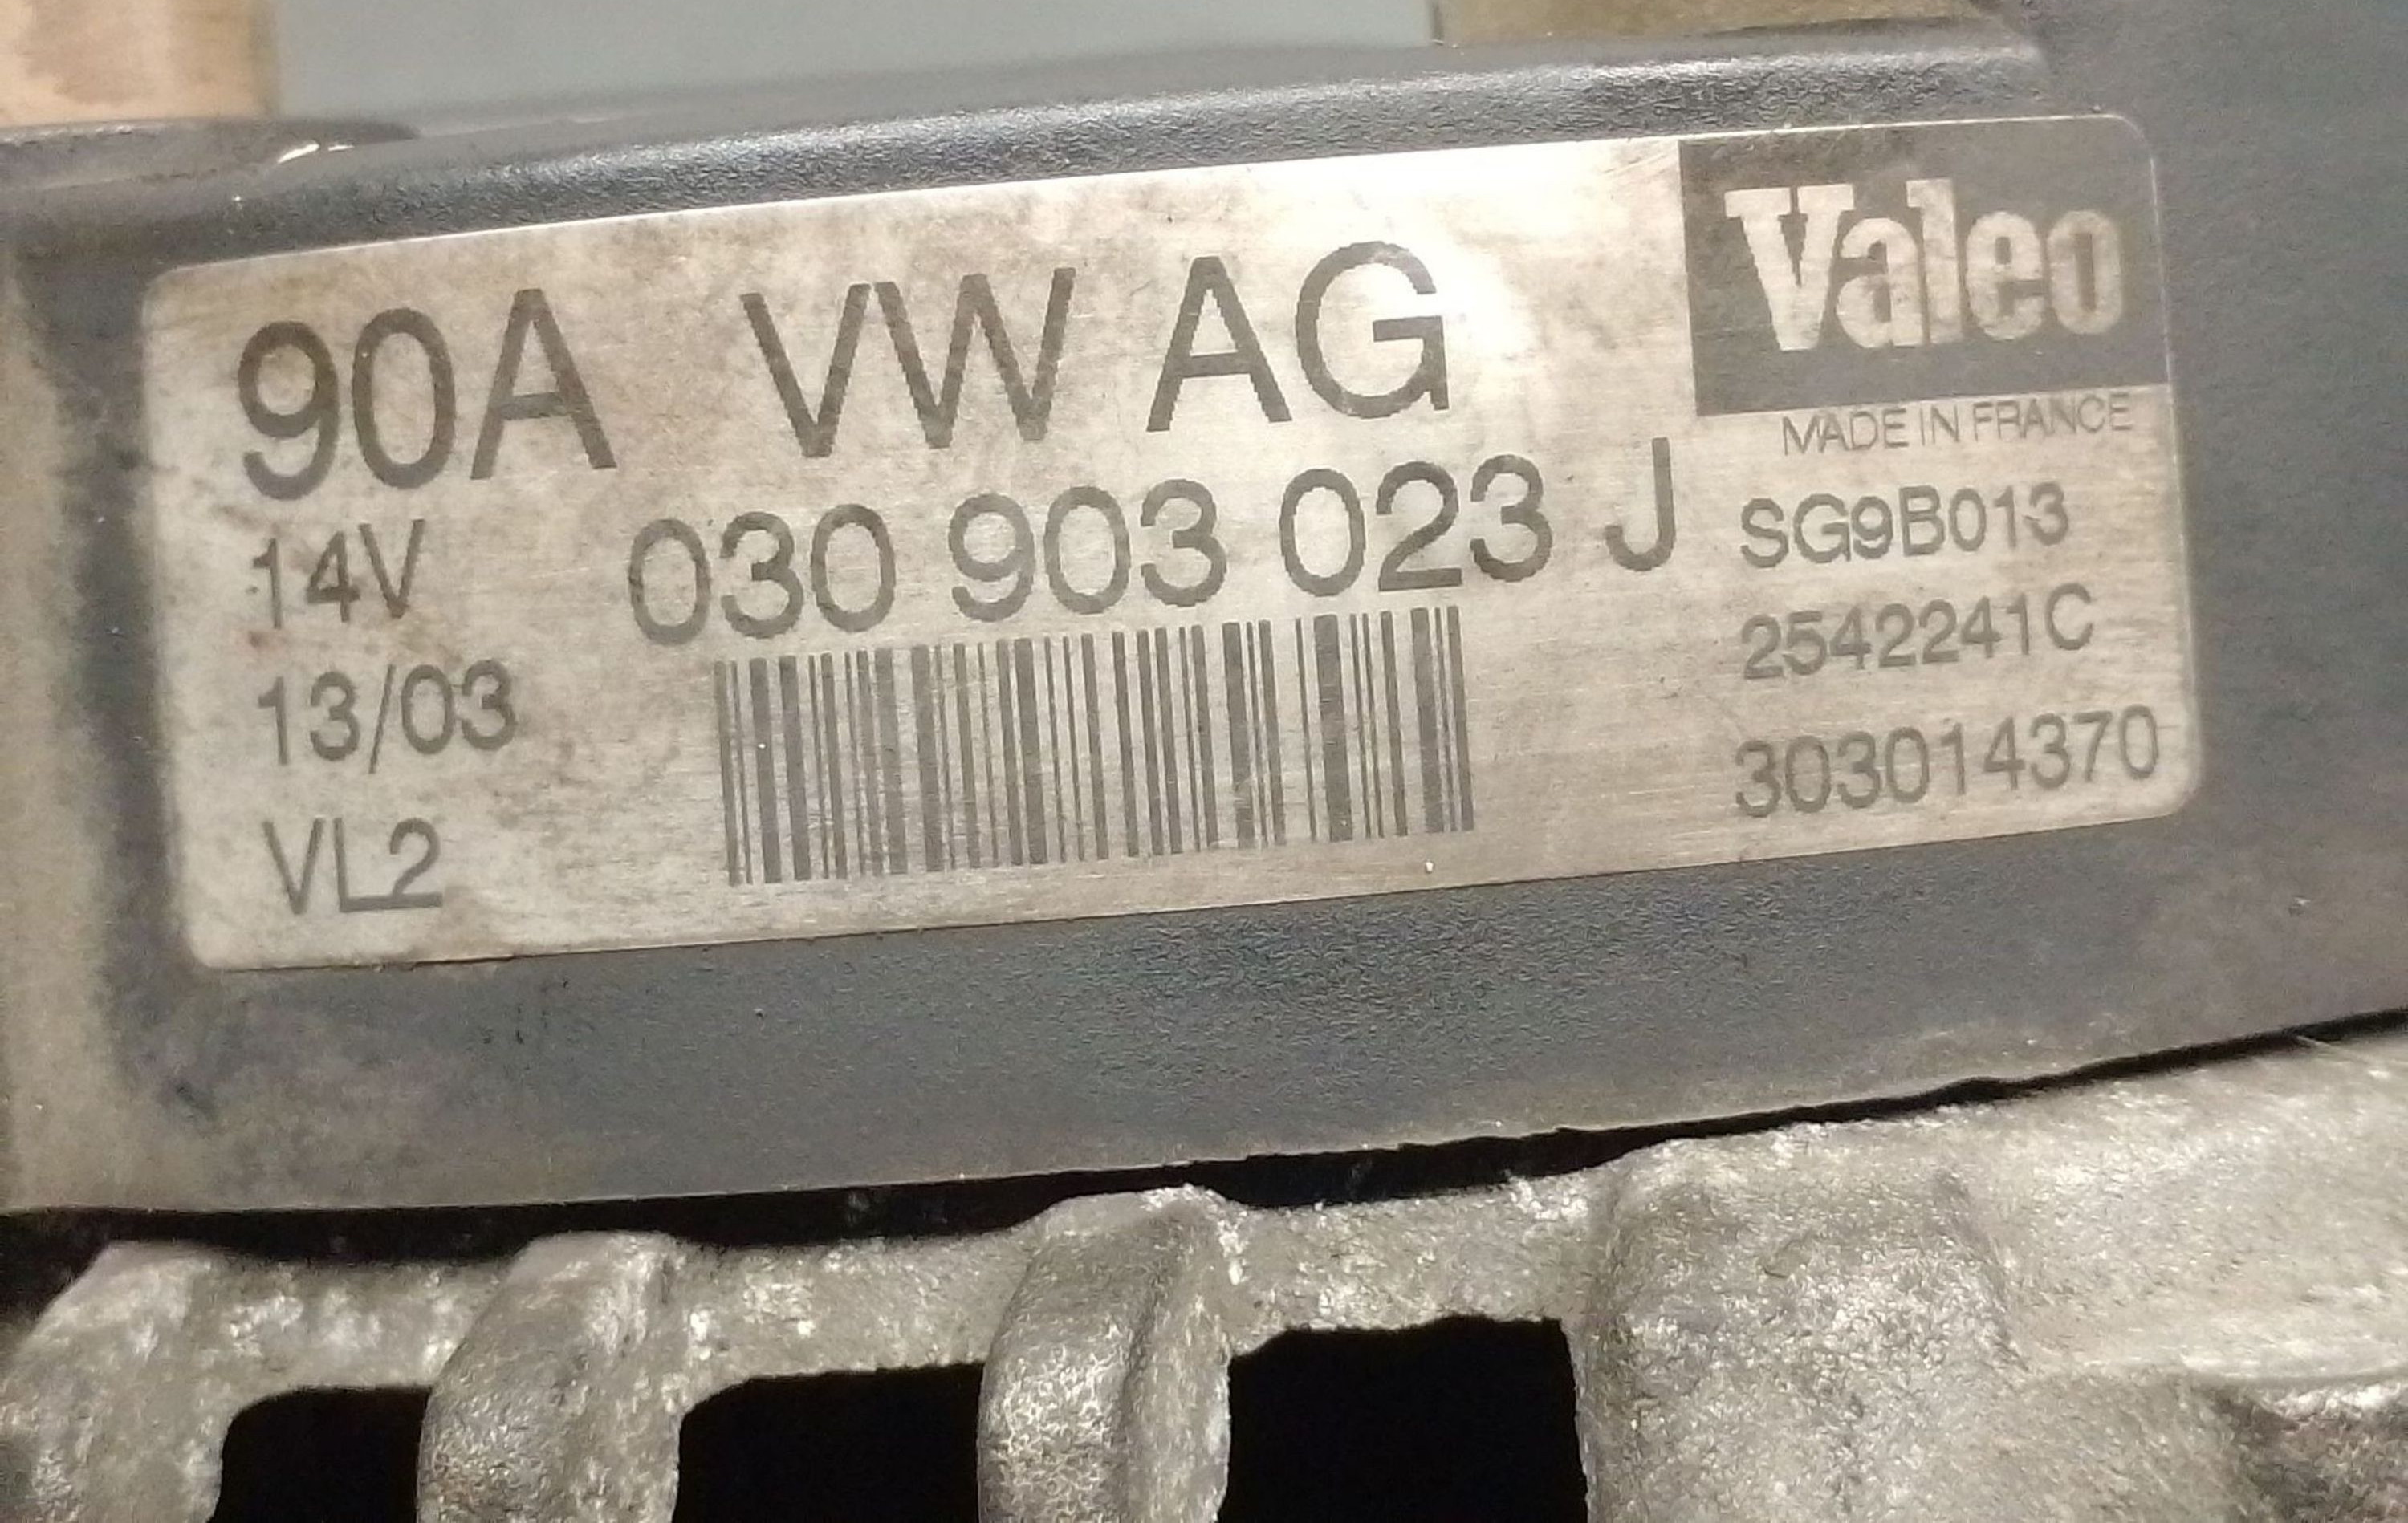 90A VW AG
Valeo
MADE IN FRANCE
14V
030 903 023 J
SG9B013
2542241C
13/03
303014370
VL2